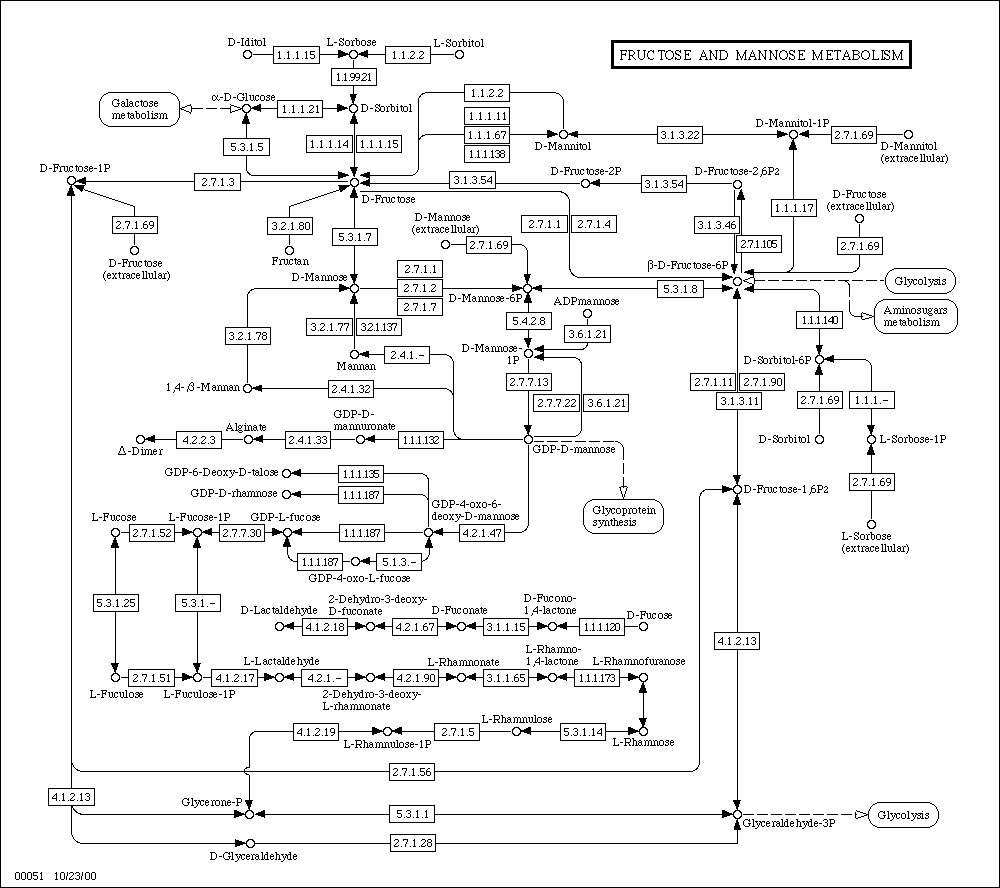 FRUCTOSE AND MANNOSE METABOLISM
D-Iditol
1.1.1.15
L-Sorbose
1.1.2.2
L-Sorbitol
1.1.99.21
Galactose
metabolism
α-D-Glucose
1.1.1.21
D-Sorbitol
1.1.2.2
1.1.1.11
1.1.1.67
1.1.1.138
D-Mannitol
3.1.3.22
D-Mannitol-1P
2.7.1.69
D-Mannitol
(extracellular)
5.3.1.5
1.1.1.14
1.1.1.15
D-Fructose-1P
2.7.1.3
D-Fructose
3.1.3.54
D-Fructose-2P
3.1.3.54
D-Fructose-2,6P2
2.7.1.69
D-Fructose
(extracellular)
3.2.1.80
Fructan
5.3.1.7
D-Mannose
(extracellular)
2.7.1.69
2.7.1.1
2.7.1.4
3.1.3.46
2.7.1.105
1.1.1.17
D-Fructose
(extracellular)
2.7.1.69
β-D-Fructose-6P
Glycolysis
D-Mannose
2.7.1.1
2.7.1.2
2.7.1.7
D-Mannose-6P
5.3.1.8
Aminosugars
metabolism
ADPmannose
3.2.1.78
3.2.1.77
3.2.1.137
5.4.2.8
3.6.1.21
1.1.1.140
Mannan
2.4.1.-
D-Mannose-
1P
D-Sorbitol-6P
1,4-β-Mannan
2.4.1.32
2.7.7.13
2.7.7.22
3.6.1.21
2.7.1.11
2.7.1.90
3.1.3.11
2.7.1.69
1.1.1.-
Δ-Dimer
4.2.2.3
Alginate
2.4.1.33
GDP-D-
mannuronate
1.1.1.132
GDP-D-mannose
D-Sorbitol
L-Sorbose-1P
GDP-6-Deoxy-D-talose
1.1.1.135
GDP-D-rhamnose
1.1.1.187
D-Fructose-1,6P2
2.7.1.69
Glycoprotein
synthesis
L-Sorbose
(extracellular)
L-Fucose
2.7.1.52
L-Fucose-1P
2.7.7.30
GDP-L-fucose
1.1.1.187
GDP-4-oxo-6-
deoxy-D-mannose
4.2.1.47
1.1.1.187
5.1.3.-
GDP-4-oxo-L-fucose
5.3.1.25
5.3.1.-
D-Lactaldehyde
4.1.2.18
2-Dehydro-3-deoxy-
D-fuconate
4.2.1.67
D-Fuconate
3.1.1.15
D-Fucono-
1,4-lactone
1.1.1.120
D-Fucose
4.1.2.13
L-Fuculose
2.7.1.51
L-Fuculose-1P
4.1.2.17
L-Lactaldehyde
4.2.1.-
2-Dehydro-3-deoxy-
L-rhamnonate
4.2.1.90
L-Rhamnonate
3.1.1.65
L-Rhamno-
1,4-lactone
1.1.1.173
L-Rhamnofuranose
4.1.2.19
L-Rhamnulose-1P
2.7.1.5
L-Rhamnulose
5.3.1.14
L-Rhamnose
2.7.1.56
4.1.2.13
Glycerone-P
5.3.1.1
Glyceraldehyde-3P
Glycolysis
D-Glyceraldehyde
2.7.1.28
00051 10/23/00